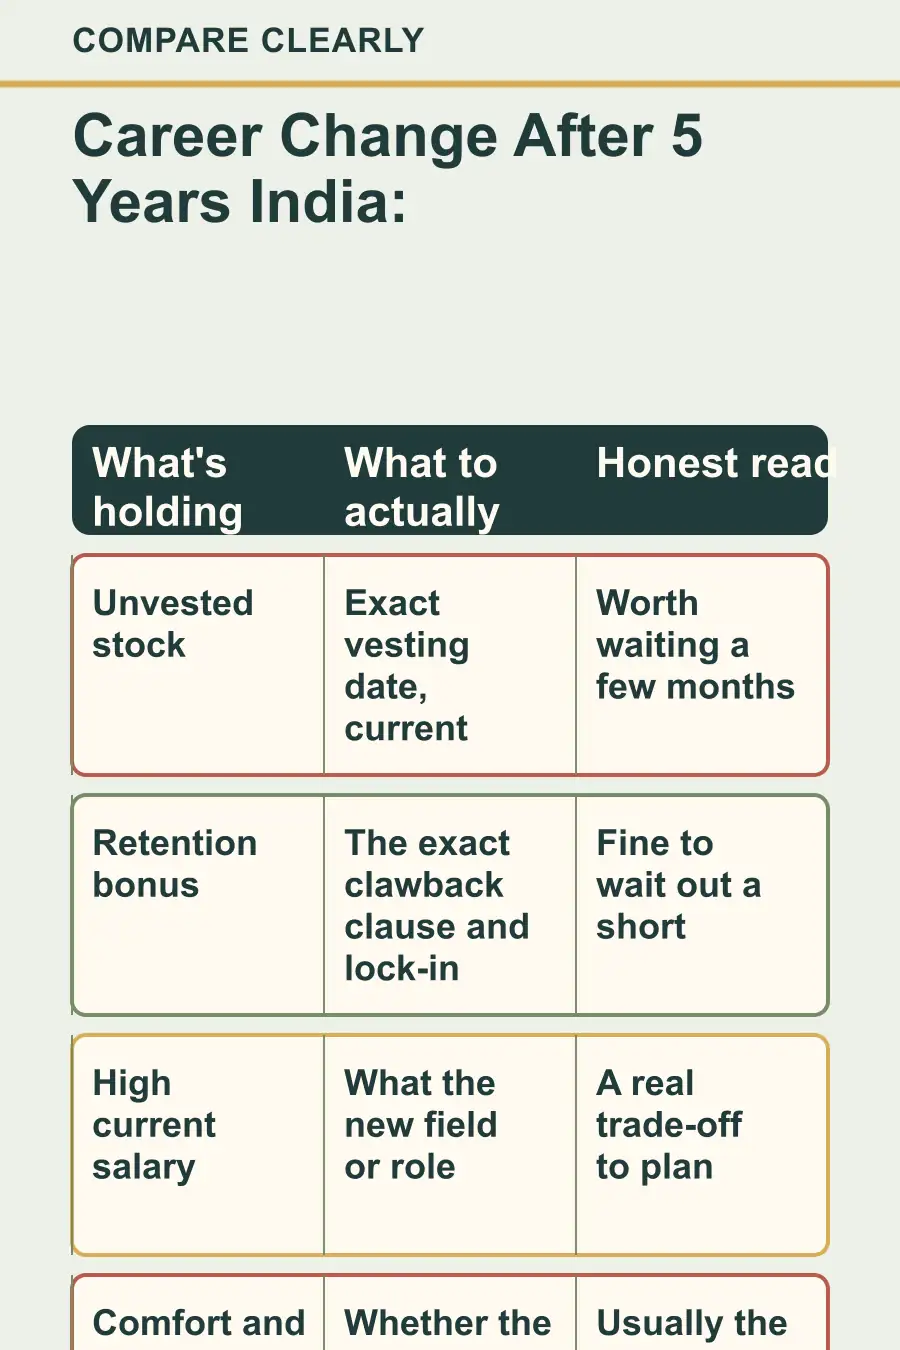 COMPARE CLEARLY
Career Change After 5
Years India:
What's
holding
What to
actually
Honest read
Unvested
stock
Exact
vesting
date,
current
Worth
waiting a
few months
Retention
bonus
The exact
clawback
clause and
lock-in
Fine to
wait out a
short
High
current
salary
What the
new field
or role
A real
trade-off
to plan
Comfort and
Whether the
Usually the